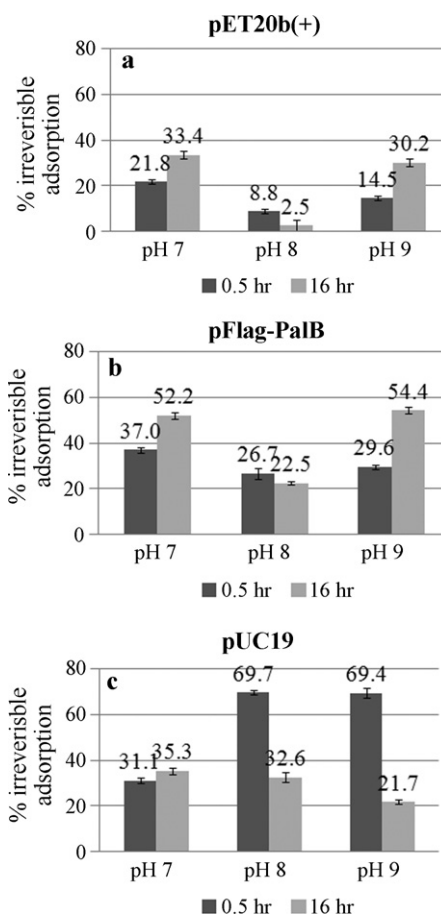 pET20b(+)
a
% irreverisble
adsorption
80
60
40
20
0
21.8
33.4
8.8
2.5
14.5
30.2
pH 7
pH 8
pH 9
0.5 hr
16 hr
pFlag-PalB
b
% irreverisble
adsorption
80
60
40
20
0
37.0
52.2
26.7
22.5
29.6
54.4
pH 7
pH 8
pH 9
0.5 hr
16 hr
pUC19
c
% irreverisble
adsorption
80
60
40
20
0
31.1
35.3
69.7
32.6
69.4
21.7
pH 7
pH 8
pH 9
0.5 hr
16 hr